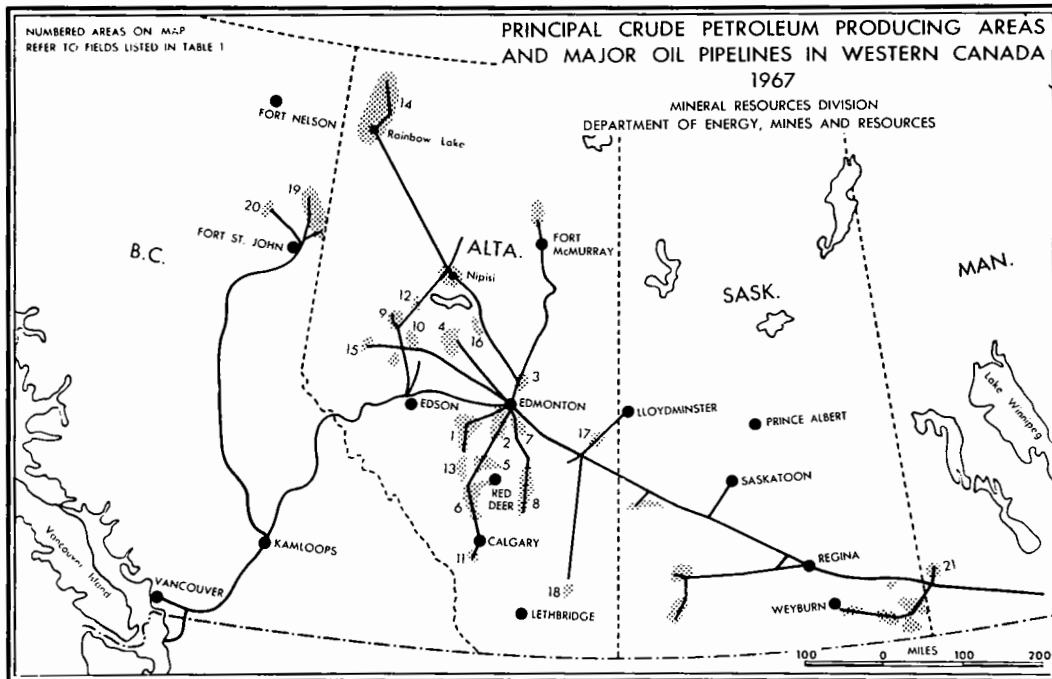 NUMBERED AREAS ON MAP
REFER TO FIELDS LISTED IN TABLE 1
PRINCIPAL CRUDE PETROLEUM PRODUCING AREAS
AND MAJOR OIL PIPELINES IN WESTERN CANADA
1967
MINERAL RESOURCES DIVISION
DEPARTMENT OF ENERGY, MINES AND RESOURCES
14
FORT NELSON
Rainbow Lake
19
20
FORT ST. JOHN
B.C.
ALTA.
FORT
McMURRAY
SASK.
MAN.
Nipisi
12
9
10
4
16
15
3
EDSON
EDMONTON
LLOYDMINSTER
PRINCE ALBERT
Lake Winnipeg
1
2
7
17
13
5
RED
DEER
SASKATOON
6
8
CALGARY
11
KAMLOOPS
Vancouver Island
VANCOUVER
18
LETHBRIDGE
REGINA
21
WEYBURN
MILES
100
0
100
200